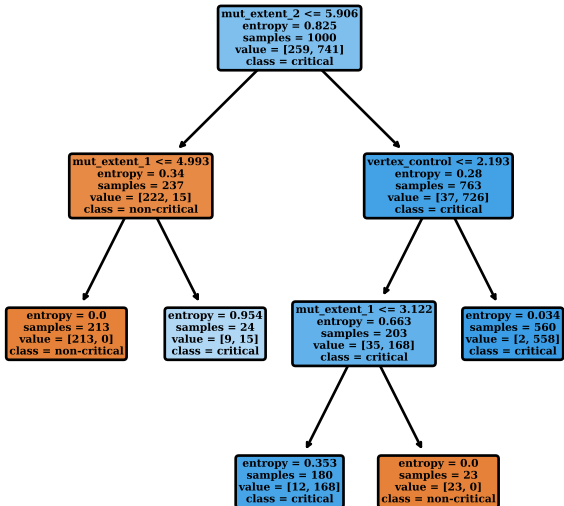 mut_extent_2 <= 5.906
entropy = 0.825
samples = 1000
value = [259, 741]
class = critical
mut_extent_1 <= 4.993
entropy = 0.34
samples = 237
value = [222, 15]
class = non-critical
vertex_control <= 2.193
entropy = 0.28
samples = 763
value = [37, 726]
class = critical
entropy = 0.0
samples = 213
value = [213, 0]
class = non-critical
entropy = 0.954
samples = 24
value = [9, 15]
class = critical
mut_extent_1 <= 3.122
entropy = 0.663
samples = 203
value = [35, 168]
class = critical
entropy = 0.034
samples = 560
value = [2, 558]
class = critical
entropy = 0.353
samples = 180
value = [12, 168]
class = critical
entropy = 0.0
samples = 23
value = [23, 0]
class = non-critical